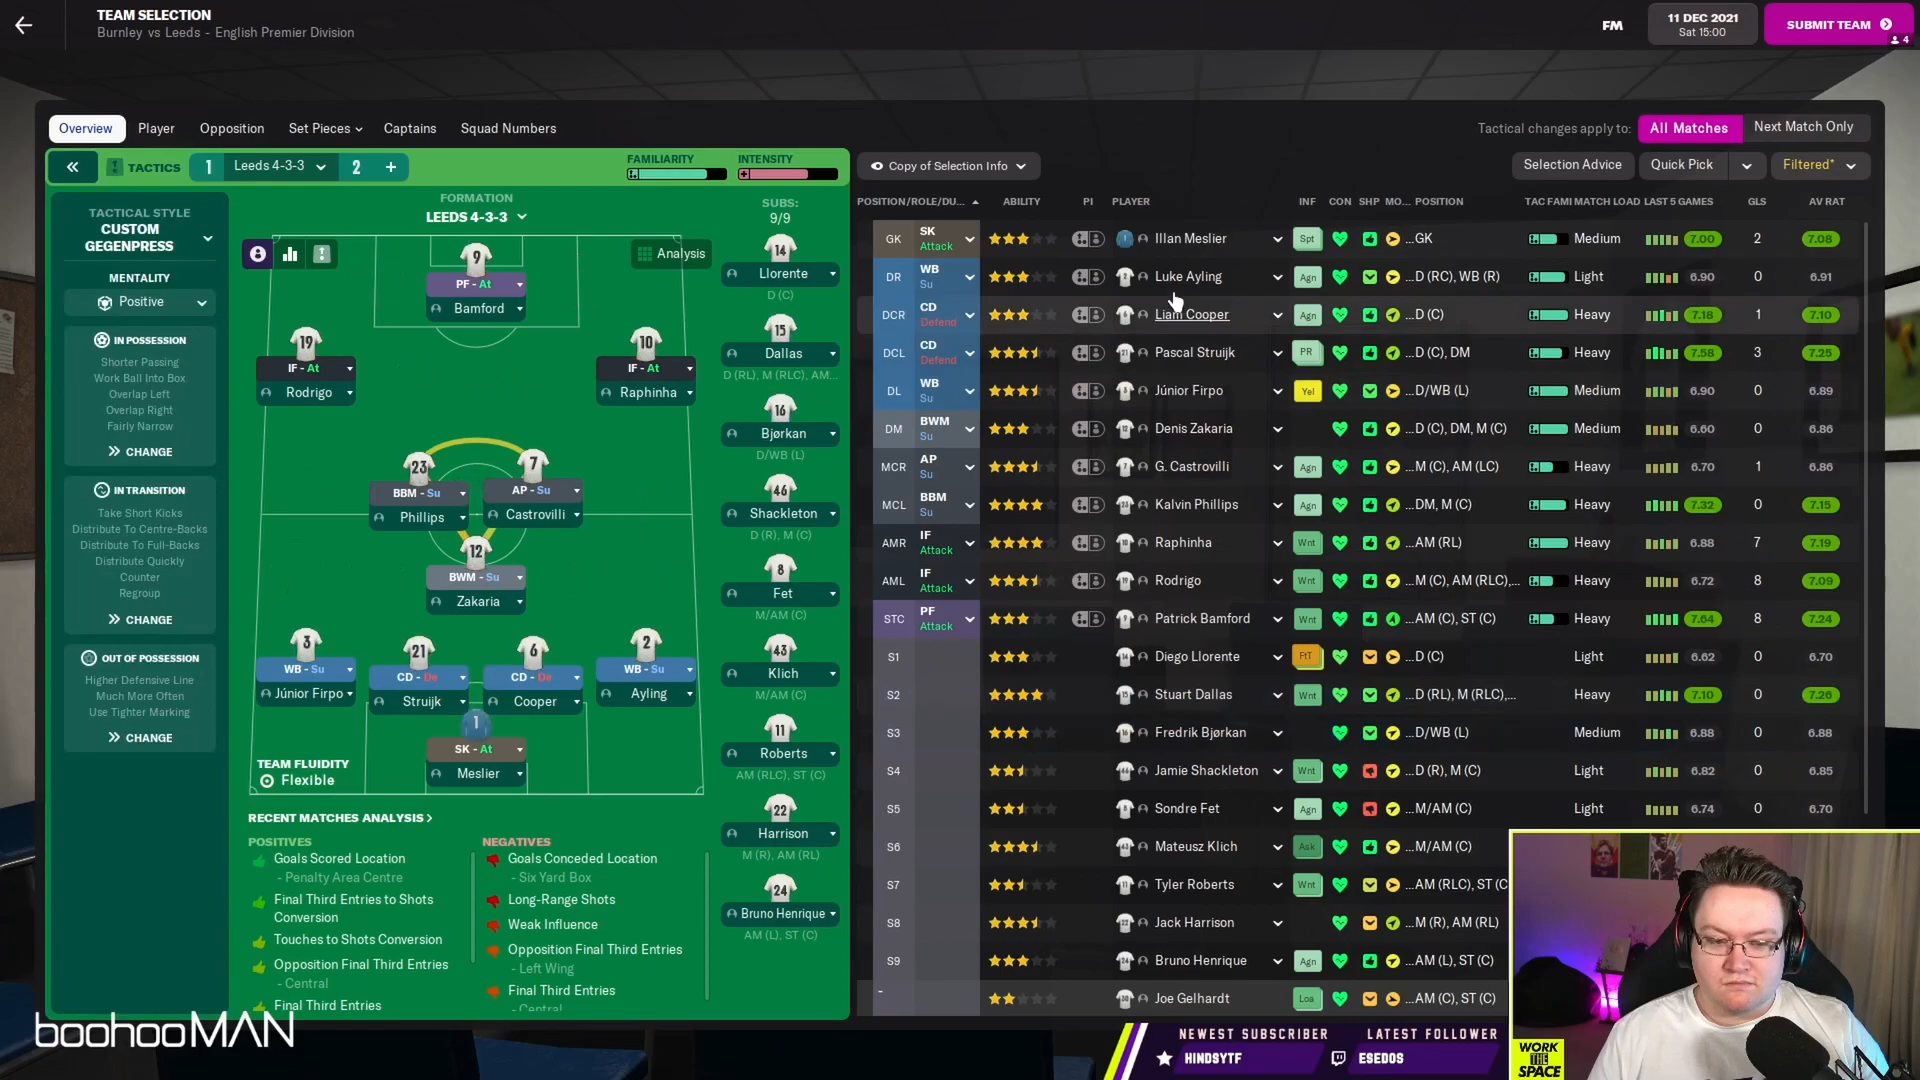 TEAM SELECTION
Burnley vs Leeds - English Premier Division
FM
11 DEC 2021
Sat 15:00
SUBMIT TEAM
4
Overview
Player
Opposition
Set Pieces
Captains
Squad Numbers
Tactical changes apply to:
All Matches
Next Match Only
TACTICS
1
Leeds 4-3-3
2
+
FAMILIARITY
INTENSITY
Copy of Selection Info
Selection Advice
Quick Pick
Filtered*
TACTICAL STYLE
CUSTOM
GEGENPRESS
MENTALITY
Positive
IN POSSESSION
Shorter Passing
Work Ball Into Box
Overlap Left
Overlap Right
Fairly Narrow
CHANGE
IN TRANSITION
Take Short Kicks
Distribute To Centre-Backs
Distribute To Full-Backs
Distribute Quickly
Counter
Regroup
CHANGE
OUT OF POSSESSION
Higher Defensive Line
Much More Often
Use Tighter Marking
CHANGE
FORMATION
LEEDS 4-3-3
Analysis
9
PF - At
Bamford
19
IF - At
Rodrigo
10
IF - At
Raphinha
23
BBM - Su
Phillips
7
AP - Su
Castrovilli
12
BWM - Su
Zakaria
3
WB - Su
Júnior Firpo
21
CD - De
Struijk
6
CD - De
Cooper
2
WB - Su
Ayling
1
SK - At
Meslier
TEAM FLUIDITY
Flexible
SUBS:
9/9
14
Llorente
D (C)
15
Dallas
D (RL), M (RLC), AM...
16
Bjørkan
D/WB (L)
46
Shackleton
D (R), M (C)
8
Fet
M/AM (C)
43
Klich
M/AM (C)
11
Roberts
AM (RLC), ST (C)
22
Harrison
M (R), AM (RL)
24
Bruno Henrique
AM (L), ST (C)
RECENT MATCHES ANALYSIS >
POSITIVES
Goals Scored Location
- Penalty Area Centre
Final Third Entries to Shots
Conversion
Touches to Shots Conversion
Opposition Final Third Entries
- Central
Final Third Entries
NEGATIVES
Goals Conceded Location
- Six Yard Box
Long-Range Shots
Weak Influence
Opposition Final Third Entries
- Left Wing
Final Third Entries
- Central
POSITION/ROLE/DU... ABILITY PI PLAYER INF CON SHP MO... POSITION TAC FAMI MATCH LOAD LAST 5 GAMES GLS AV RAT
GK SK Attack Illan Meslier Spt ...GK Medium 7.00 2 7.08
DR WB Su Luke Ayling Agn ...D (RC), WB (R) Light 6.90 0 6.91
DCR CD Defend Liam Cooper Agn ...D (C) Heavy 7.18 1 7.10
DCL CD Defend Pascal Struijk PR ...D (C), DM Heavy 7.58 3 7.25
DL WB Su Júnior Firpo Yel ...D/WB (L) Medium 6.90 0 6.89
DM BWM Su Denis Zakaria ...D (C), DM, M (C) Medium 6.60 0 6.86
MCR AP Su G. Castrovilli Agn ...M (C), AM (LC) Heavy 6.70 1 6.86
MCL BBM Su Kalvin Phillips Agn ...DM, M (C) Heavy 7.32 0 7.15
AMR IF Attack Raphinha Wnt ...AM (RL) Heavy 6.88 7 7.19
AML IF Attack Rodrigo Wnt ...M (C), AM (RLC),... Heavy 6.72 8 7.09
STC PF Attack Patrick Bamford Wnt ...AM (C), ST (C) Heavy 7.64 8 7.24
S1 Diego Llorente FtT ...D (C) Light 6.62 0 6.70
S2 Stuart Dallas Wnt ...D (RL), M (RLC),... Heavy 7.10 0 7.26
S3 Fredrik Bjørkan ...D/WB (L) Medium 6.88 0 6.88
S4 Jamie Shackleton Wnt ...D (R), M (C) Light 6.82 0 6.85
S5 Sondre Fet Agn ...M/AM (C) Light 6.74 0 6.70
S6 Mateusz Klich Ask ...M/AM (C)
S7 Tyler Roberts Wnt ...AM (RLC), ST (C
S8 Jack Harrison ...M (R), AM (RL)
S9 Bruno Henrique Agn ...AM (L), ST (C)
- Joe Gelhardt Loa ...AM (C), ST (C)
boohooMAN
NEWEST SUBSCRIBER
HINDSYTF
LATEST FOLLOWER
ESEDOS
WORK
THE
SPACE